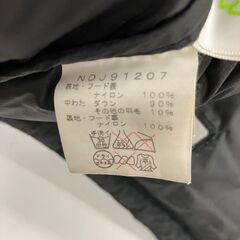 NDJ91207
表地・フード表
ナイロン 100%
中わた ダウン 90%
その他の羽毛 10%
裏地・フード裏
ナイロン 100%